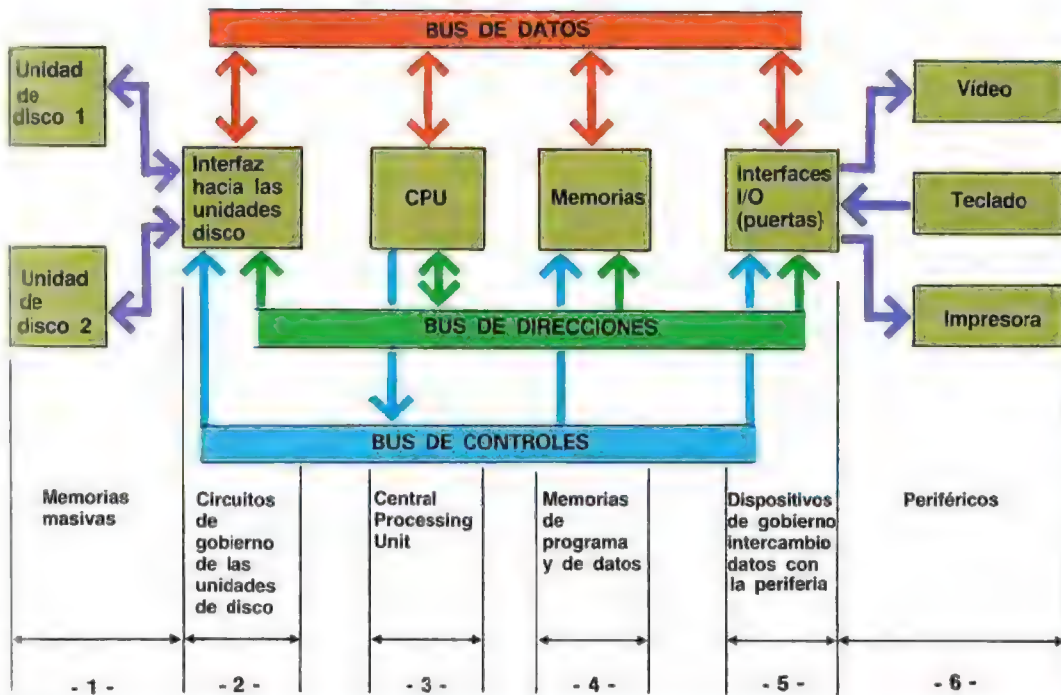 BUS DE DATOS
Unidad
de
disco 1
Unidad
de
disco 2
Interfaz
hacia las
unidades
disco
CPU
Memorias
Interfaces
I/O
(puertas}
Vídeo
Teclado
Impresora
BUS DE DIRECCIONES
BUS DE CONTROLES
Memorias
masivas
Circuitos
de
gobierno
de las
unidades
de disco
Central
Processing
Unit
Memorias
de
programa
y de datos
Dispositivos
de gobierno
intercambio
datos con
la periferia
Periféricos
- 1 -
- 2 -
- 3 -
- 4 -
- 5 -
- 6 -